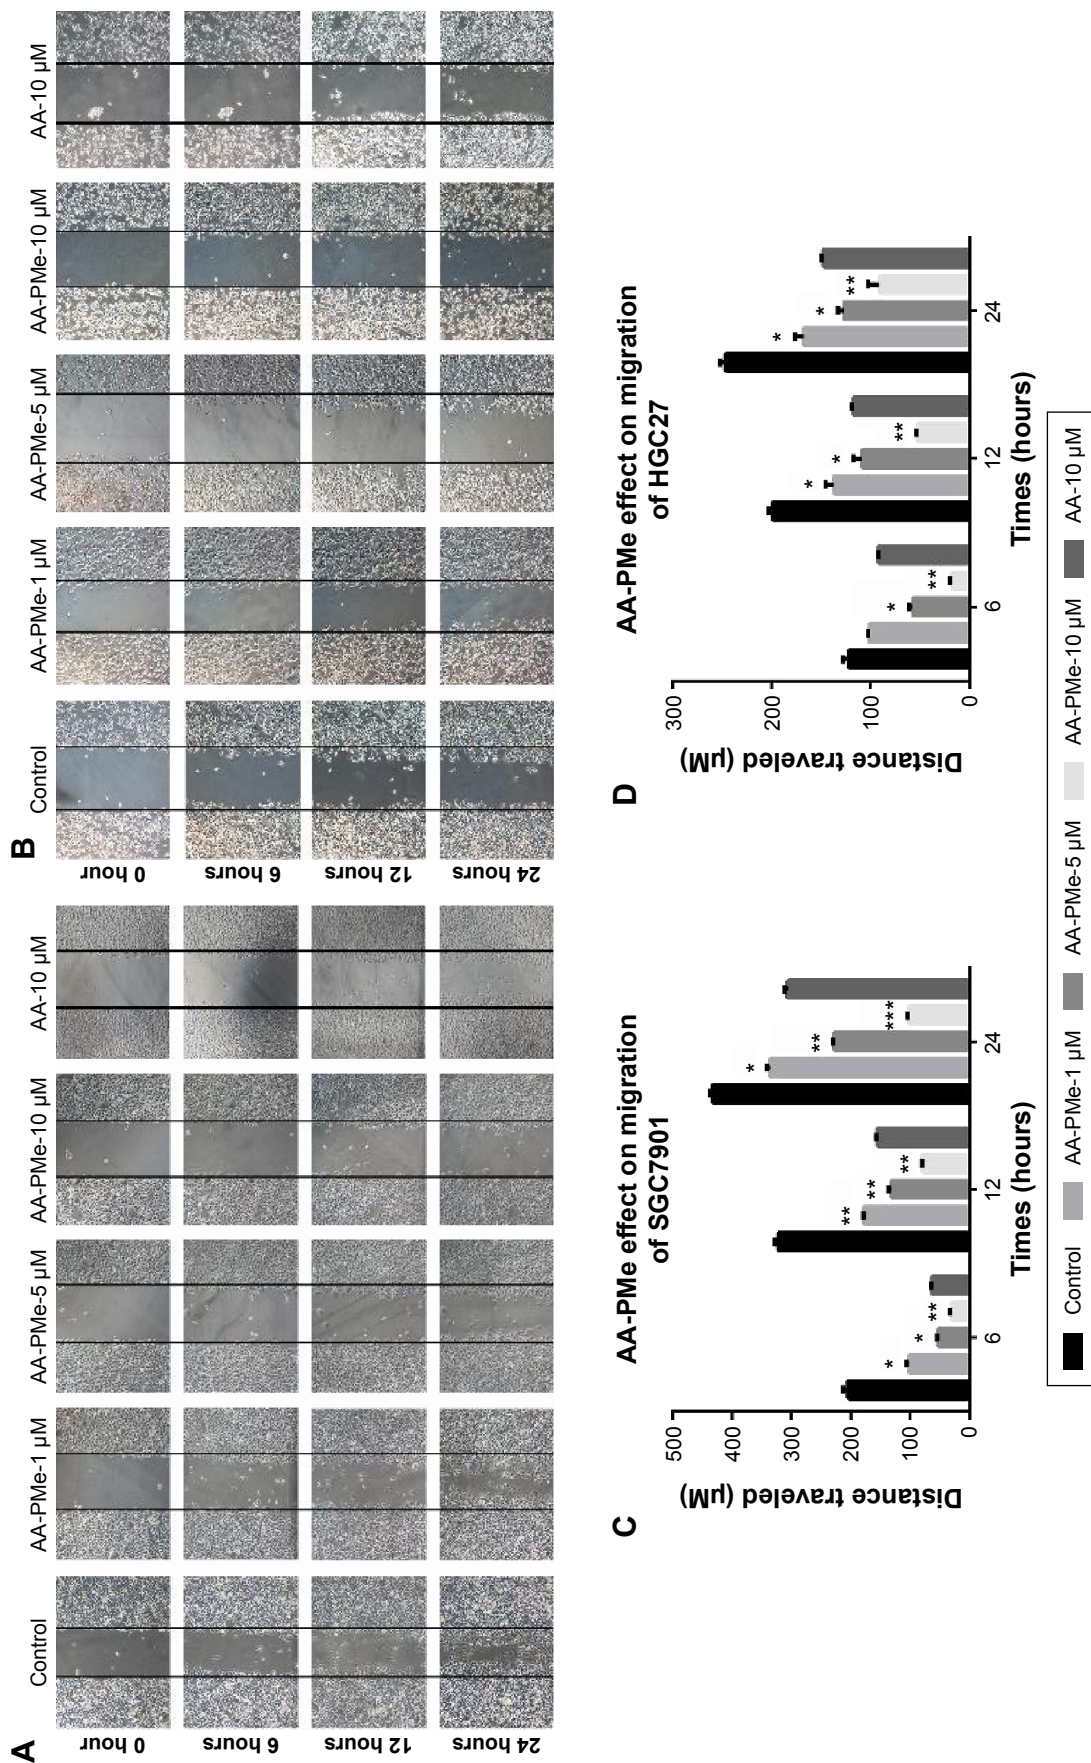 A
Control
AA-PMe-1 µM
AA-PMe-5 µM
AA-PMe-10 µM
AA-10 µM
0 hour
6 hours
12 hours
24 hours
B
Control
AA-PMe-1 µM
AA-PMe-5 µM
AA-PMe-10 µM
AA-10 µM
0 hour
6 hours
12 hours
24 hours
C
AA-PMe effect on migration
of SGC7901
Distance traveled (µM)
500
400
300
200
100
0
*
*
**
**
**
**
*
**
***
6
12
24
Times (hours)
D
AA-PMe effect on migration
of HGC27
Distance traveled (µM)
300
200
100
0
*
**
*
*
**
*
*
**
6
12
24
Times (hours)
Control
AA-PMe-1 µM
AA-PMe-5 µM
AA-PMe-10 µM
AA-10 µM